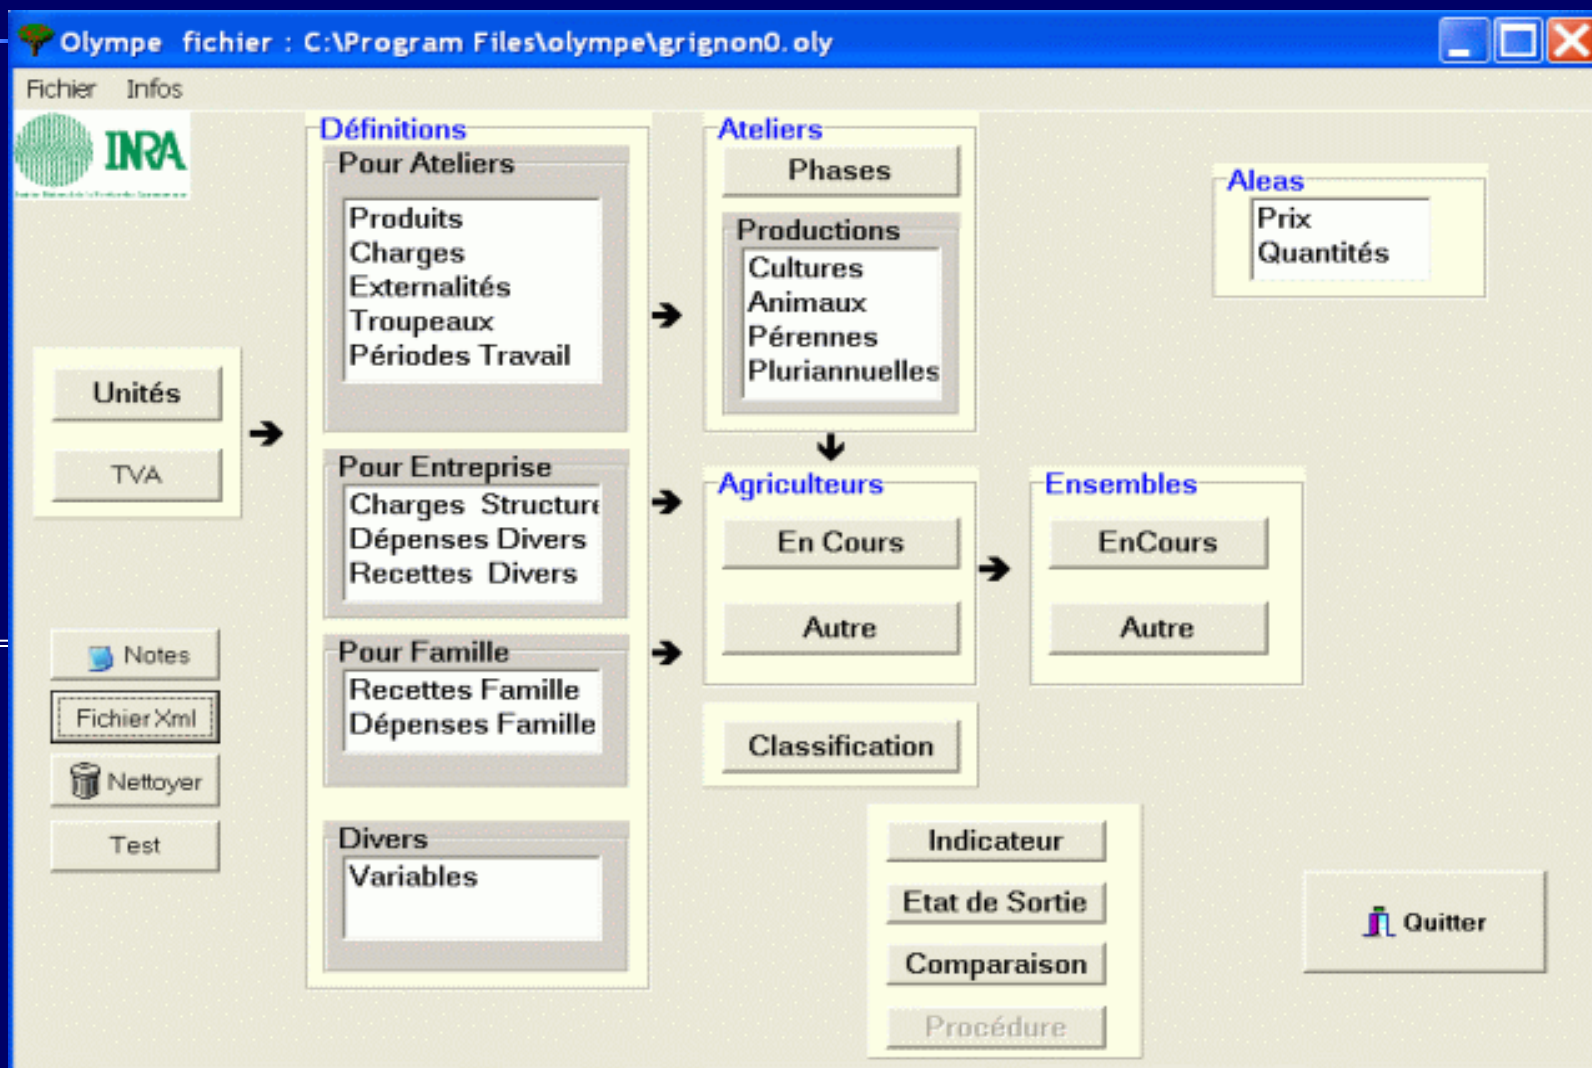 Olympe fichier : C:\Program Files\olympe\grignon0.oly
Fichier Infos
INRA
Unités
TVA
Notes
Fichier Xml
Nettoyer
Test
Définitions
Pour Ateliers
Produits
Charges
Externalités
Troupeaux
Périodes Travail
Pour Entreprise
Charges Structure
Dépenses Divers
Recettes Divers
Pour Famille
Recettes Famille
Dépenses Famille
Divers
Variables
Ateliers
Phases
Productions
Cultures
Animaux
Pérennes
Pluriannuelles
Agriculteurs
En Cours
Autre
Classification
Ensembles
EnCours
Autre
Aleas
Prix
Quantités
Indicateur
Etat de Sortie
Comparaison
Procédure
Quitter